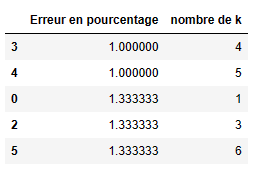 Erreur en pourcentage nombre de k
3 1.000000 4
4 1.000000 5
0 1.333333 1
2 1.333333 3
5 1.333333 6